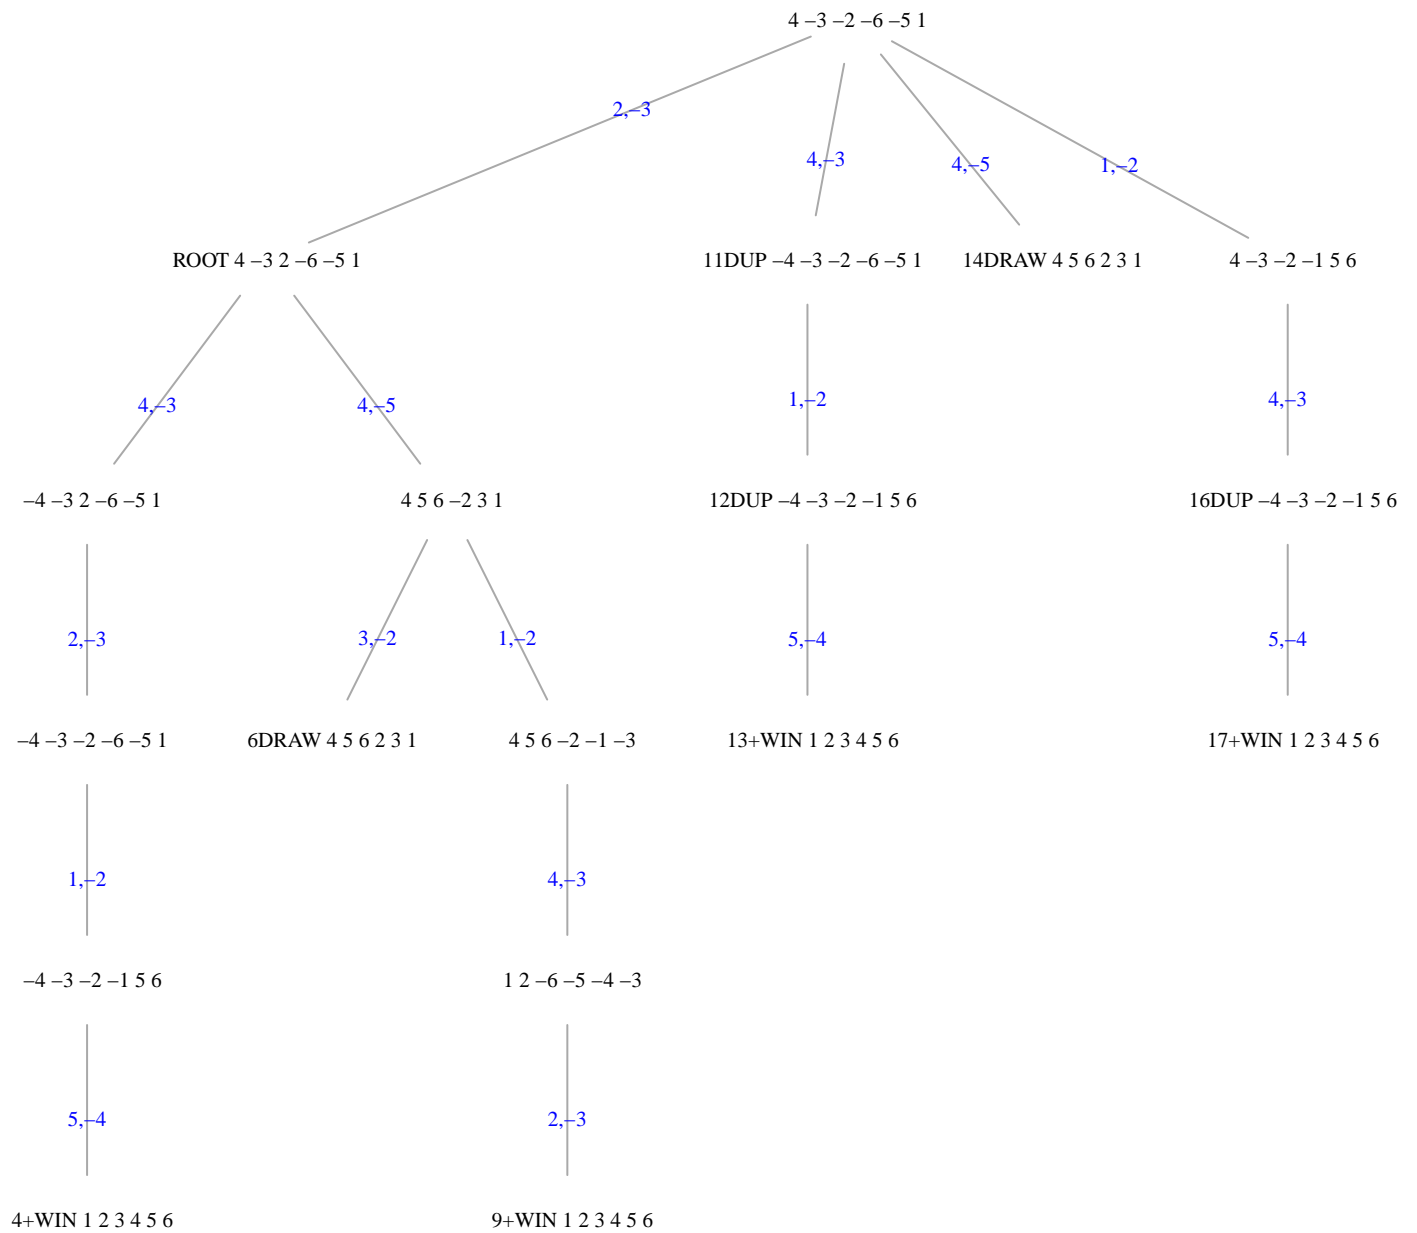 4 –3 –2 –6 –5 1
2,–3
4,–3
4,–5
1,–2
ROOT 4 –3 2 –6 –5 1
11DUP –4 –3 –2 –6 –5 1
14DRAW 4 5 6 2 3 1
4 –3 –2 –1 5 6
4,–3
4,–5
1,–2
4,–3
–4 –3 2 –6 –5 1
4 5 6 –2 3 1
12DUP –4 –3 –2 –1 5 6
16DUP –4 –3 –2 –1 5 6
2,–3
3,–2
1,–2
5,–4
5,–4
–4 –3 –2 –6 –5 1
6DRAW 4 5 6 2 3 1
4 5 6 –2 –1 –3
13+WIN 1 2 3 4 5 6
17+WIN 1 2 3 4 5 6
1,–2
4,–3
–4 –3 –2 –1 5 6
1 2 –6 –5 –4 –3
5,–4
2,–3
4+WIN 1 2 3 4 5 6
9+WIN 1 2 3 4 5 6